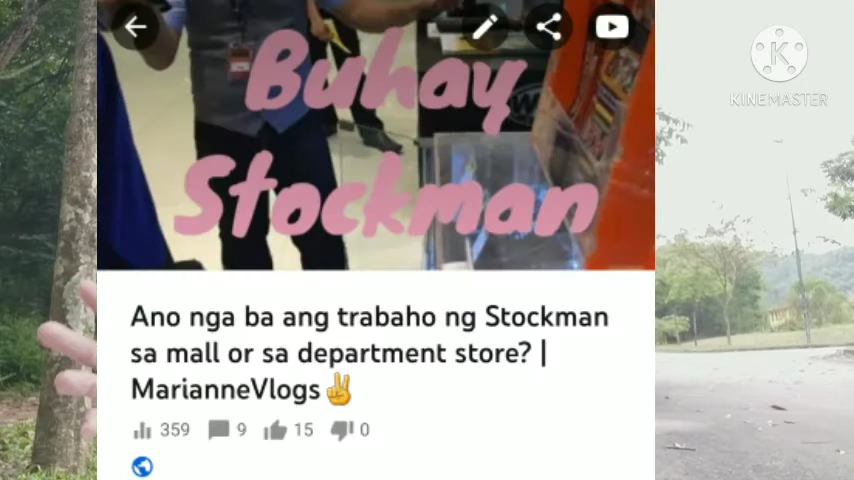 Buhay
Stockman
K
KINEMASTER
Ano nga ba ang trabaho ng Stockman
sa mall or sa department store? |
MarianneVlogs✌
359 9 15 0